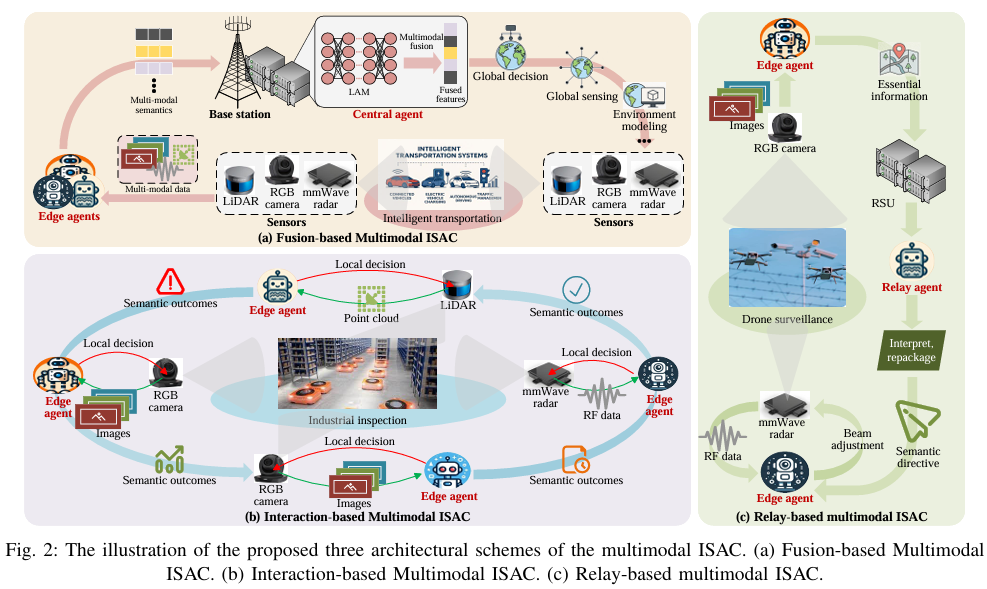 Multi-modal
semantics
Base station
LAM
Multimodal
fusion
Fused
features
Central agent
Global decision
Global sensing
Environment
modeling
Multi-modal data
Edge agents
LiDAR
RGB
camera
mmWave
radar
Sensors
INTELLIGENT
TRANSPORTATION SYSTEMS
CONNECTED
VEHICLES
ELECTRIC
VEHICLE
CHARGING
AUTONOMOUS
DRIVING
TRAFFIC
Intelligent transportation
LiDAR
RGB
camera
mmWave
radar
Sensors
(a) Fusion-based Multimodal ISAC
Semantic outcomes
Edge agent
Local decision
Point cloud
LiDAR
Semantic outcomes
Local decision
Edge
agent
RGB
camera
Images
Industrial inspection
Local decision
mmWave
radar
RF data
Edge
agent
Semantic outcomes
RGB
camera
Local decision
Images
Edge agent
Semantic outcomes
(b) Interaction-based Multimodal ISAC
Edge agent
Images
RGB camera
Essential
information
RSU
Relay agent
Drone surveillance
Interpret,
repackage
mmWave
radar
RF data
Beam
adjustment
Semantic
directive
Edge agent
(c) Relay-based multimodal ISAC
Fig. 2: The illustration of the proposed three architectural schemes of the multimodal ISAC. (a) Fusion-based Multimodal
ISAC. (b) Interaction-based Multimodal ISAC. (c) Relay-based multimodal ISAC.